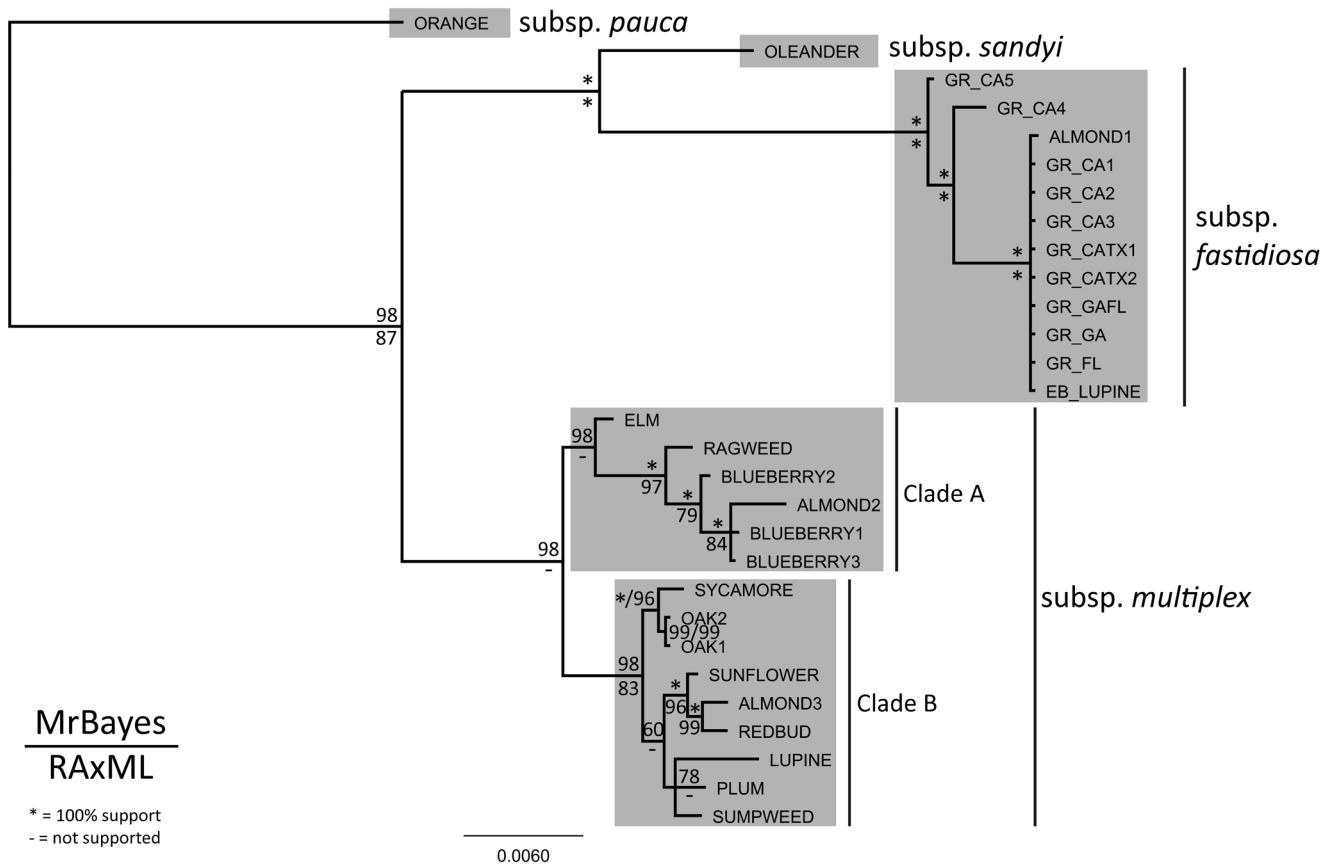 ORANGE
subsp. pauca
OLEANDER
subsp. sandyi
*
*
GR_CA5
GR_CA4
*
*
ALMOND1
GR_CA1
*
*
GR_CA2
GR_CA3
subsp.
fastidiosa
GR_CATX1
*
*
GR_CATX2
GR_GAFL
98
87
GR_GA
GR_FL
EB_LUPINE
ELM
98
-
RAGWEED
*
97
BLUEBERRY2
*
79
Clade A
ALMOND2
*
84
BLUEBERRY1
BLUEBERRY3
98
-
SYCAMORE
*/96
subsp. multiplex
OAK2
99/99
OAK1
98
83
SUNFLOWER
*
96
ALMOND3
*
99
Clade B
REDBUD
60
-
LUPINE
78
-
PLUM
SUMPWEED
MrBayes
RAxML
* = 100% support
- = not supported
0.0060